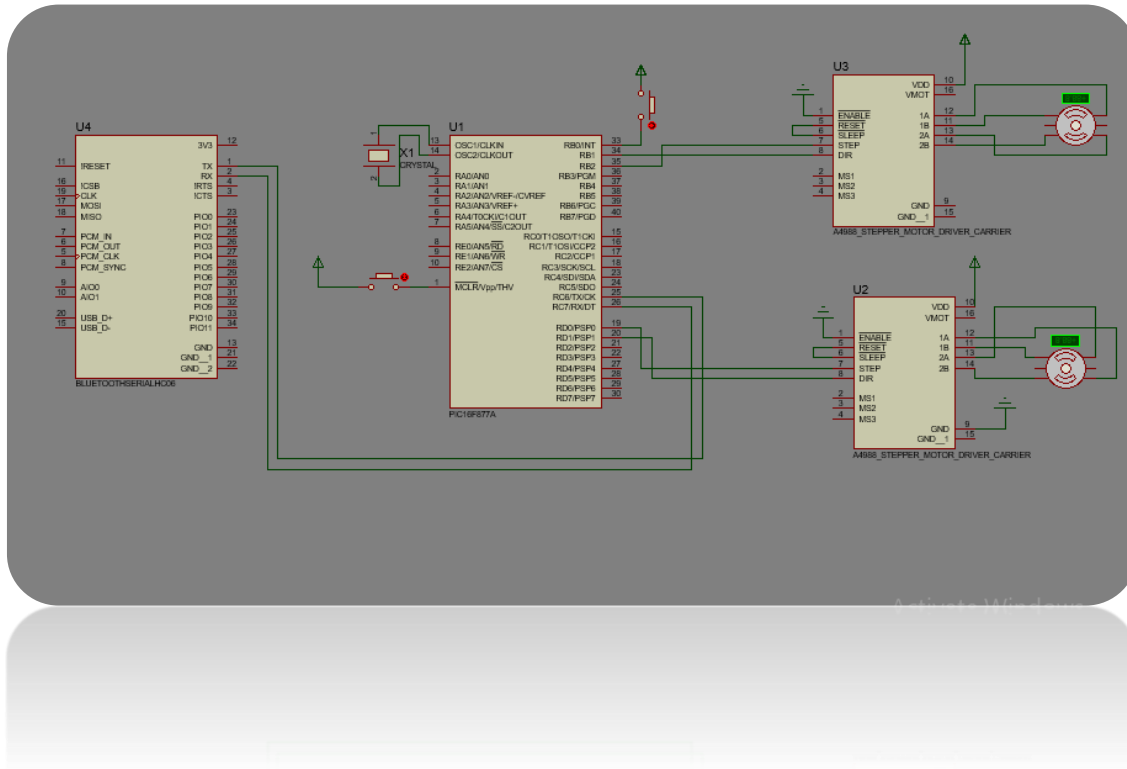 U4
3V3 12
11 !RESET
TX 1
RX 2
16 !CSB
!RTS 4
19 CLK
!CTS 3
17 MOSI
18 MISO
PIO0 23
PIO1 24
7 PCM_IN
PIO2 25
6 PCM_OUT
PIO3 26
5 PCM_CLK
PIO4 27
8 PCM_SYNC
PIO5 28
PIO6 29
9 AIO0
PIO7 30
10 AIO1
PIO8 31
PIO9 32
20 USB_D+
PIO10 33
15 USB_D-
PIO11 34
GND 13
GND__1 21
GND__2 22
BLUETOOTHSERIALHC06
X1
CRYSTAL
1
2
U1
13 OSC1/CLKIN
RB0/INT 33
14 OSC2/CLKOUT
RB1 34
RB2 35
2 RA0/AN0
RB3/PGM 36
3 RA1/AN1
RB4 37
4 RA2/AN2/VREF-/CVREF
RB5 38
5 RA3/AN3/VREF+
RB6/PGC 39
6 RA4/T0CKI/C1OUT
RB7/PGD 40
7 RA5/AN4/SS/C2OUT
RC0/T1OSO/T1CKI 15
8 RE0/AN5/RD
RC1/T1OSI/CCP2 16
9 RE1/AN6/WR
RC2/CCP1 17
10 RE2/AN7/CS
RC3/SCK/SCL 18
RC4/SDI/SDA 23
1 MCLR/Vpp/THV
RC5/SDO 24
RC6/TX/CK 25
RC7/RX/DT 26
RD0/PSP0 19
RD1/PSP1 20
RD2/PSP2 21
RD3/PSP3 22
RD4/PSP4 27
RD5/PSP5 28
RD6/PSP6 29
RD7/PSP7 30
PIC16F877A
U3
VDD 10
VMOT 16
1 ENABLE
1A 12
5 RESET
1B 11
6 SLEEP
2A 13
7 STEP
2B 14
8 DIR
2 MS1
3 MS2
4 MS3
GND 9
GND__1 15
A4988_STEPPER_MOTOR_DRIVER_CARRIER
U2
VDD 10
VMOT 16
1 ENABLE
1A 12
5 RESET
1B 11
6 SLEEP
2A 13
7 STEP
2B 14
8 DIR
2 MS1
3 MS2
4 MS3
GND 9
GND__1 15
A4988_STEPPER_MOTOR_DRIVER_CARRIER
Activate Windows